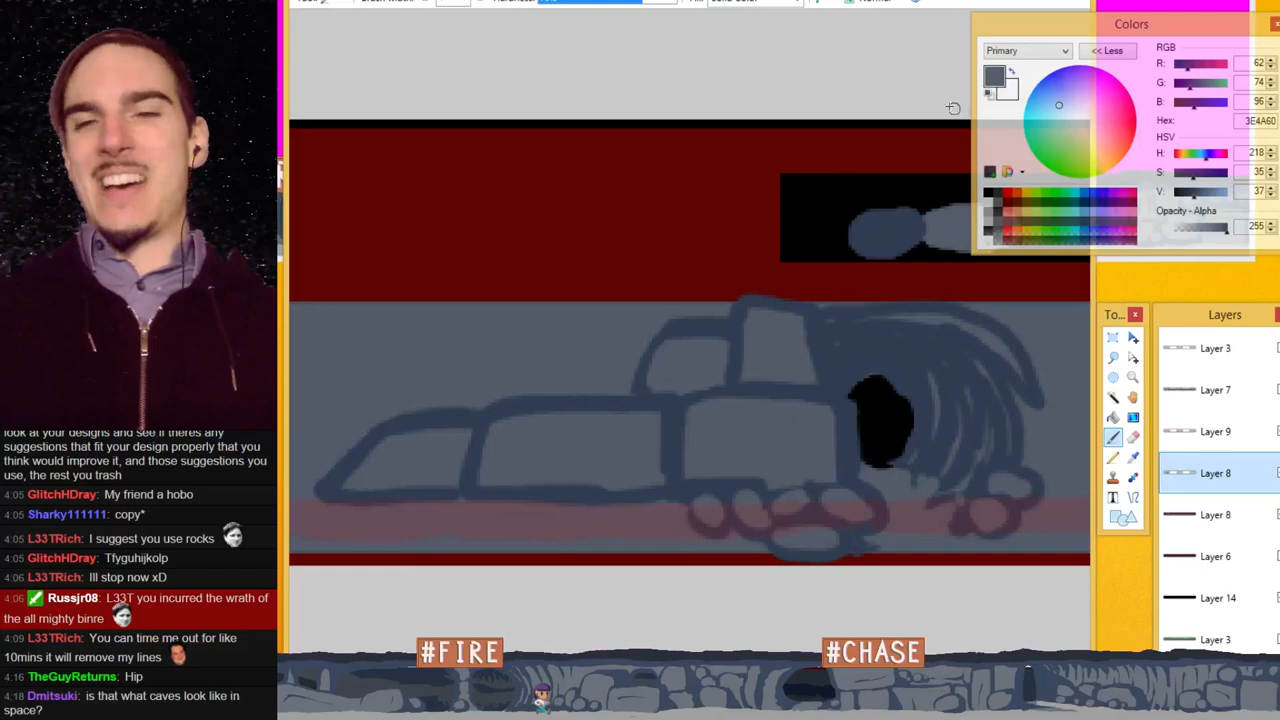 Hardness:
Normal
Colors
Primary
<< Less
RGB
R: 62
G: 74
B: 96
Hex: 3E4A60
HSV
H: 218
S: 35
V: 37
Opacity - Alpha
255
To...
Layers
Layer 3
Layer 7
Layer 9
Layer 8
Layer 8
Layer 6
Layer 14
Layer 3
look at your designs and see if theres any
suggestions that fit your design properly that you
think would improve it, and those suggestions you
use, the rest you trash
4:05 GlitchHDray: My friend a hobo
4:05 Sharky111111: copy*
4:05 L33TRich: I suggest you use rocks
4:05 GlitchHDray: Tfyguhijkolp
4:06 L33TRich: Ill stop now xD
4:06 Russjr08: L33T you incurred the wrath of
the all mighty binre
4:09 L33TRich: You can time me out for like
10mins it will remove my lines
4:16 TheGuyReturns: Hip
4:18 Dmitsuki: is that what caves look like in
space?
#FIRE
#CHASE